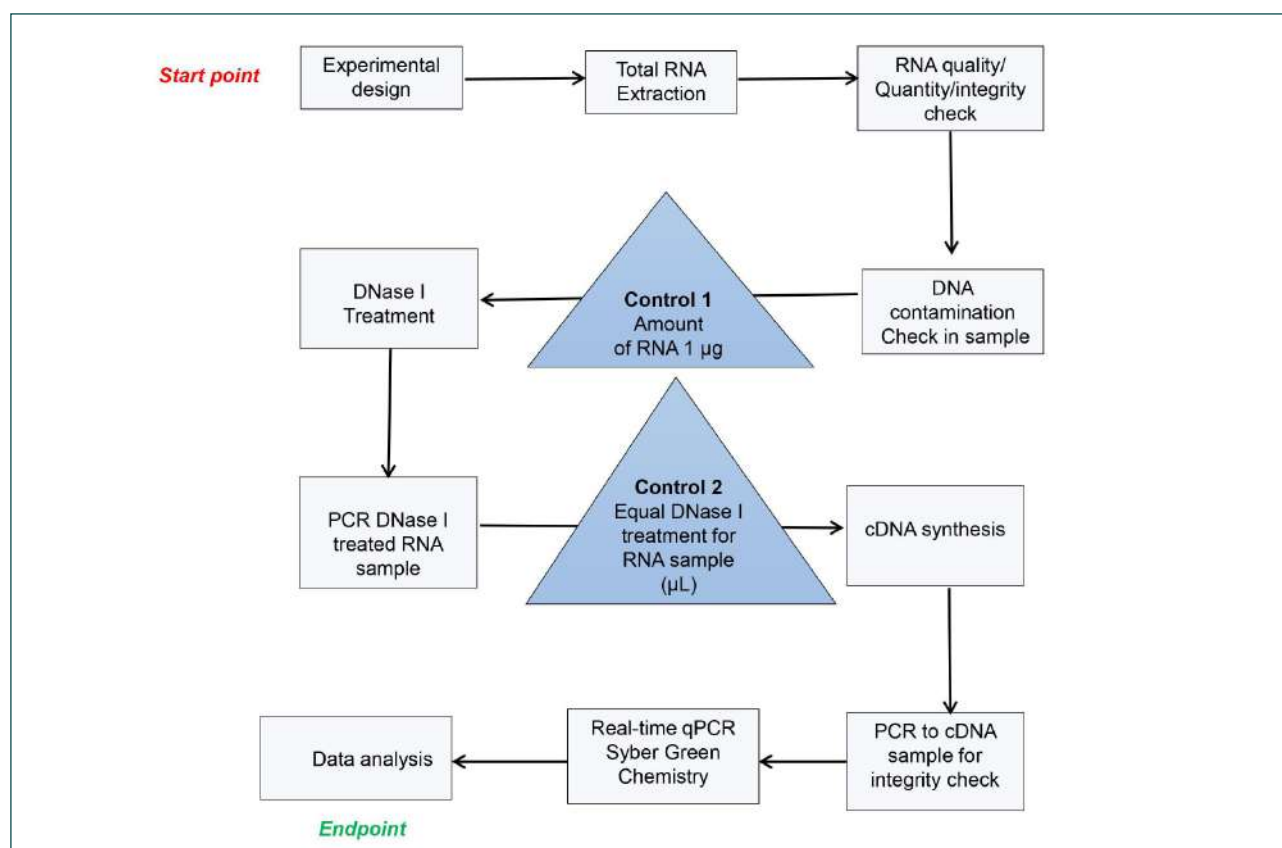 Start point
Experimental
design
Total RNA
Extraction
RNA quality/
Quantity/integrity
check
DNase I
Treatment
Control 1
Amount
of RNA 1 µg
DNA
contamination
Check in sample
PCR DNase I
treated RNA
sample
Control 2
Equal DNase I
treatment for
RNA sample
(µL)
cDNA synthesis
Data analysis
Real-time qPCR
Syber Green
Chemistry
PCR to cDNA
sample for
integrity check
Endpoint